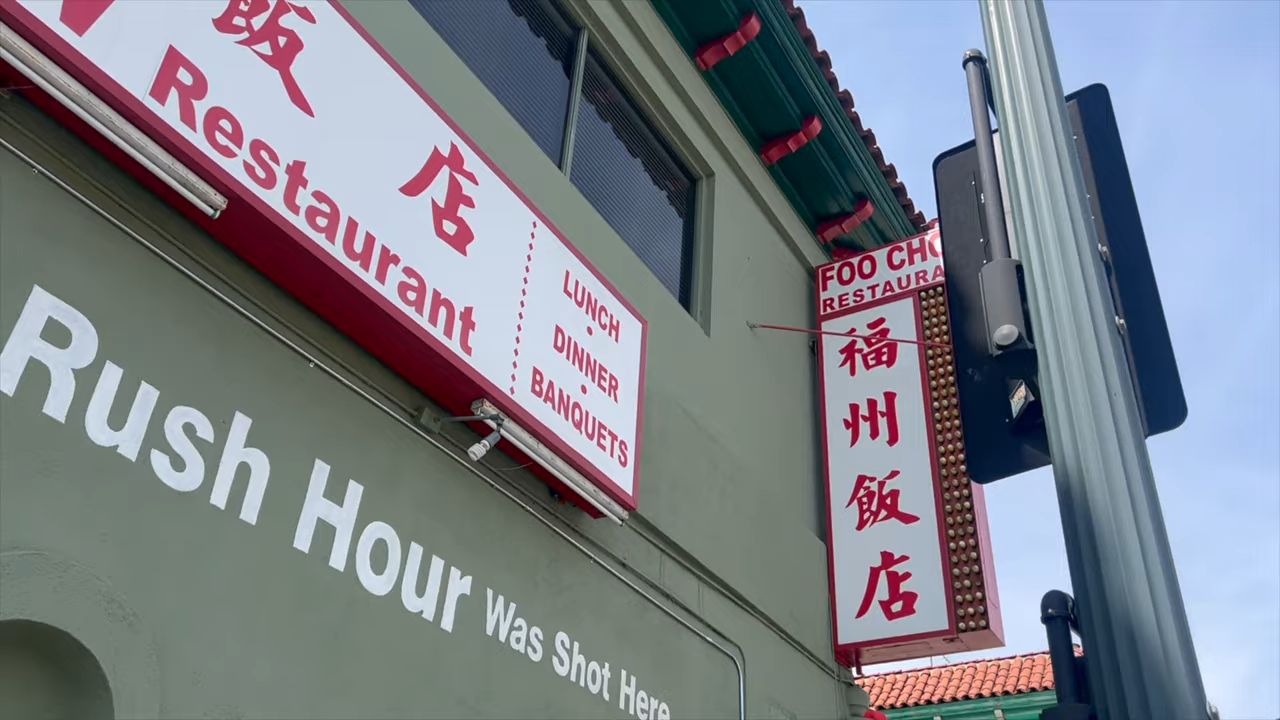 飯店
Restaurant
LUNCH
•
DINNER
•
BANQUETS
Rush Hour Was Shot Here
FOO CHO
RESTAURA
福州飯店